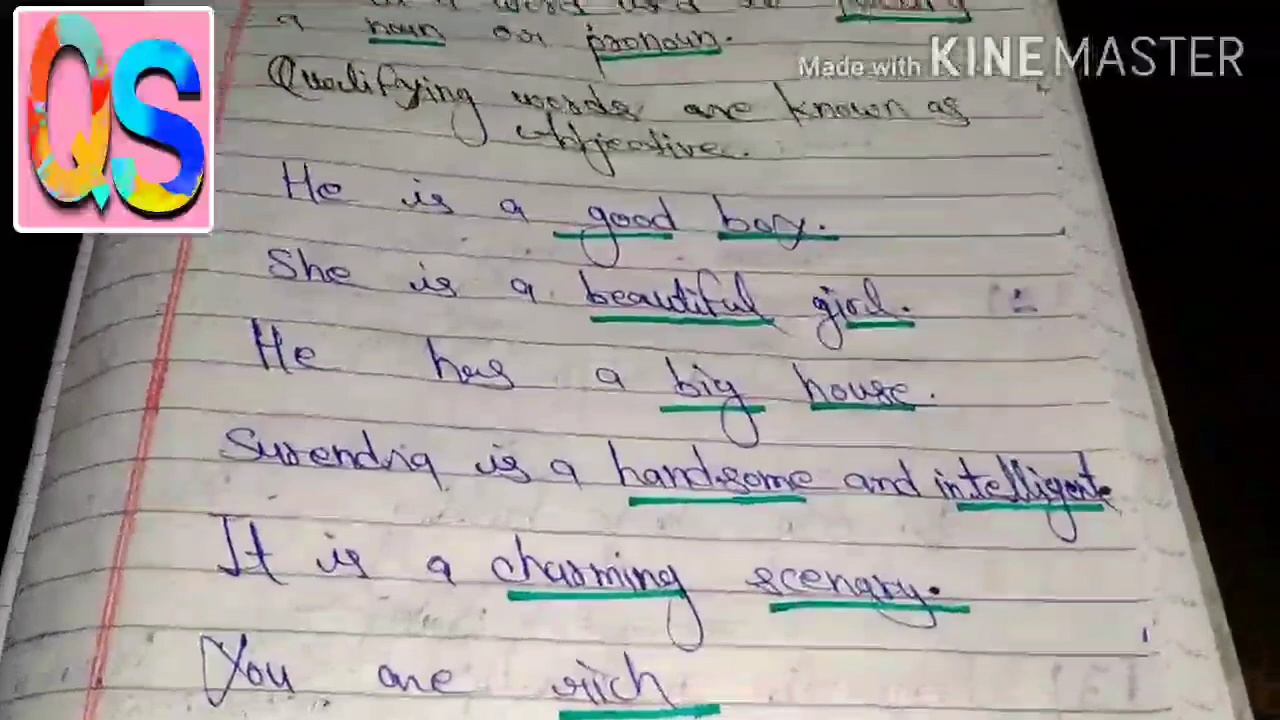 QS
Made with KINEMASTER
a noun or pronoun.
Qualifying words are known as
Adjective.
He is a good boy.
She is a beautiful girl.
He has a big house.
Surendra is a handsome and intelligent
It is a charming scenary.
You are rich